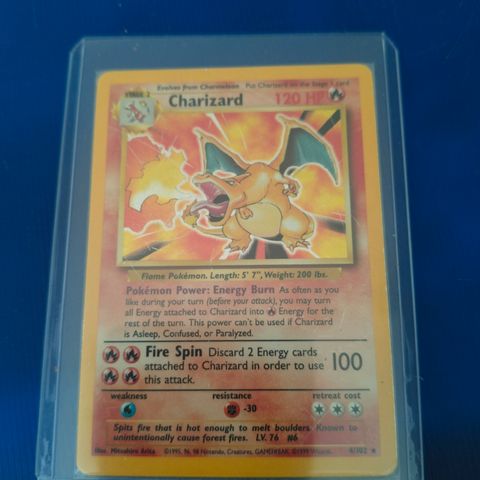 Evolves from Charmeleon Put Charizard on the Stage 1 card
STAGE 2
Charizard 120 HP
Flame Pokémon. Length: 5' 7", Weight: 200 lbs.
Pokémon Power: Energy Burn As often as you
like during your turn (before your attack), you may turn
all Energy attached to Charizard into Energy for the
rest of the turn. This power can't be used if Charizard
is Asleep, Confused, or Paralyzed.
Fire Spin Discard 2 Energy cards
attached to Charizard in order to use
this attack.
100
weakness resistance retreat cost
-30
Spits fire that is hot enough to melt boulders. Known to
unintentionally cause forest fires. LV. 76 #6
Illus. Mitsuhiro Arita ©1995, 96, 98 Nintendo, Creatures, GAMEFREAK. ©1999 Wizards. 4/102